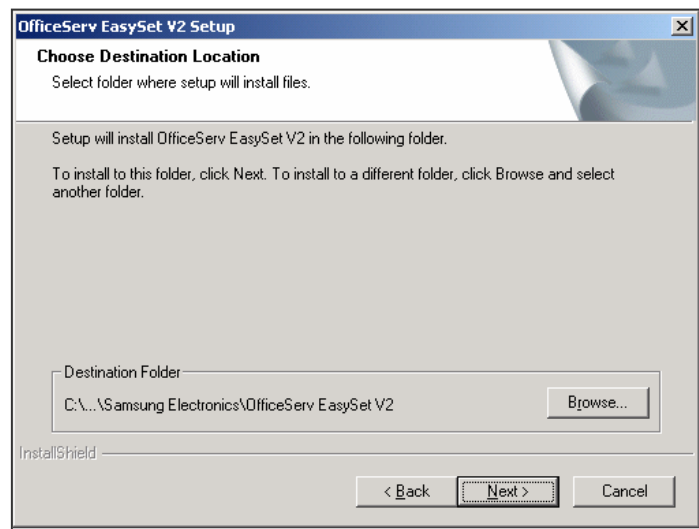 OfficeServ EasySet V2 Setup
Choose Destination Location
Select folder where setup will install files.
Setup will install OfficeServ EasySet V2 in the following folder.
To install to this folder, click Next. To install to a different folder, click Browse and select
another folder.
Destination Folder
C:\...\Samsung Electronics\OfficeServ EasySet V2
Browse...
InstallShield
< Back
Next >
Cancel